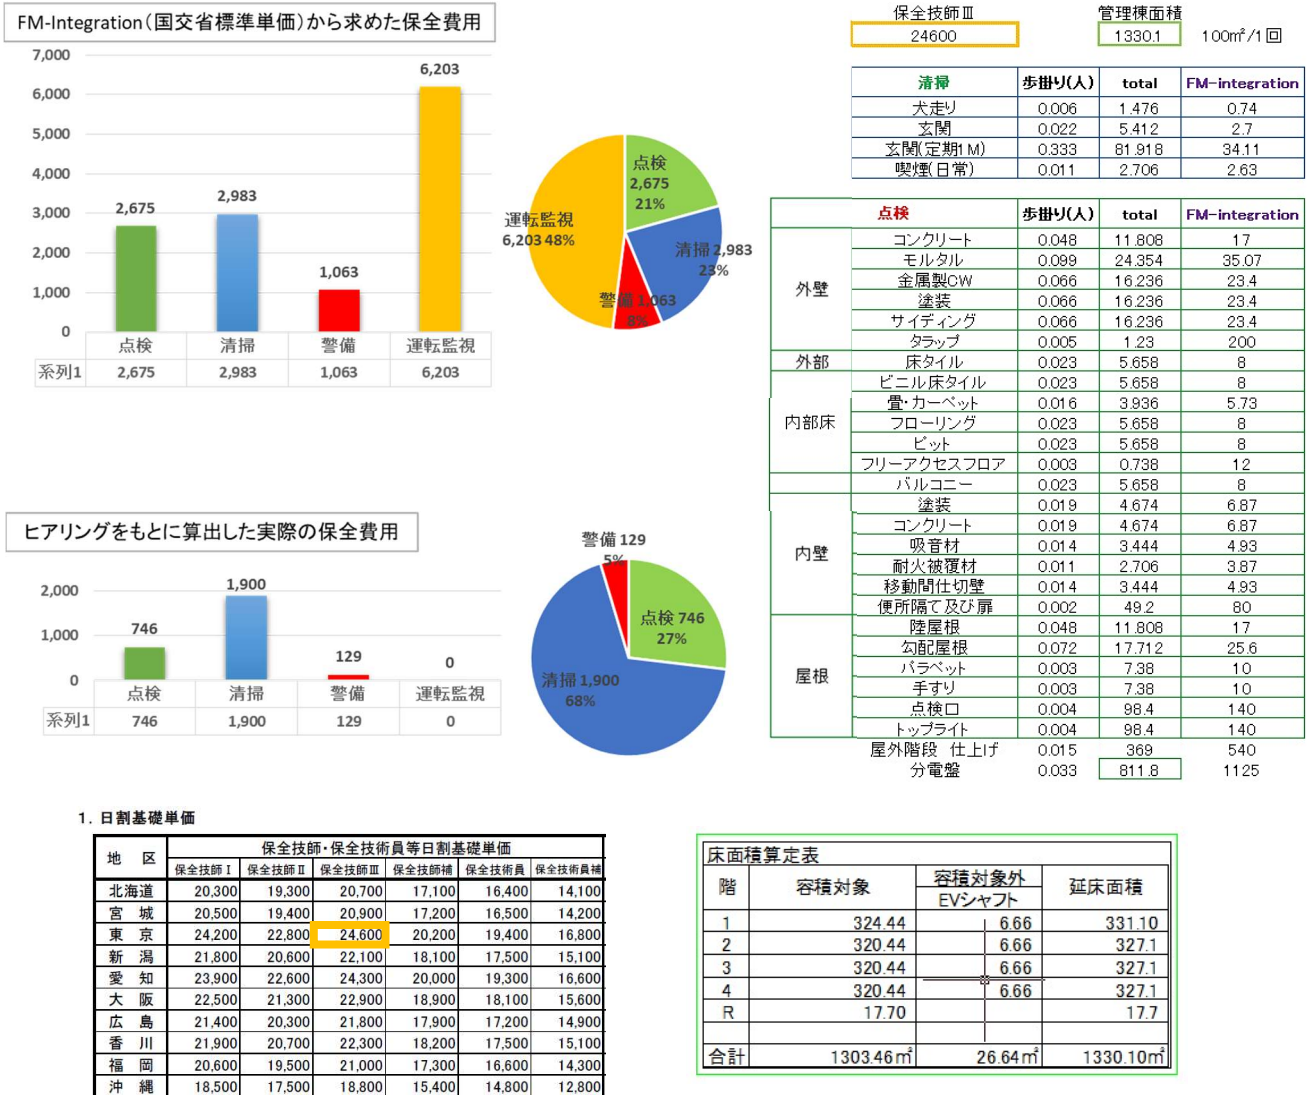 FM-Integration（国交省標準単価）から求めた保全費用
7,000
6,000
5,000
4,000
3,000
2,000
1,000
0
2,675
2,983
1,063
6,203
点検 清掃 警備 運転監視
系列1 2,675 2,983 1,063 6,203
点検
2,675
21%
清掃 2,983
23%
警備 1,063
8%
運転監視
6,203 48%
ヒアリングをもとに算出した実際の保全費用
2,000
1,000
0
746
1,900
129
0
点検 清掃 警備 運転監視
系列1 746 1,900 129 0
警備 129
5%
点検 746
27%
清掃 1,900
68%
保全技師Ⅲ 管理棟面積
24600 1330.1 100㎡/1回
清掃 歩掛り(人) total FM-integration
犬走り 0.006 1.476 0.74
玄関 0.022 5.412 2.7
玄関(定期1M) 0.333 81.918 34.11
喫煙(日常) 0.011 2.706 2.63
点検 歩掛り(人) total FM-integration
外壁
コンクリート 0.048 11.808 17
モルタル 0.099 24.354 35.07
金属製CW 0.066 16.236 23.4
塗装 0.066 16.236 23.4
サイディング 0.066 16.236 23.4
タラップ 0.005 1.23 200
外部 床タイル 0.023 5.658 8
内部床
ビニル床タイル 0.023 5.658 8
畳・カーペット 0.016 3.936 5.73
フローリング 0.023 5.658 8
ピット 0.023 5.658 8
フリーアクセスフロア 0.003 0.738 12
バルコニー 0.023 5.658 8
内壁
塗装 0.019 4.674 6.87
コンクリート 0.019 4.674 6.87
吸音材 0.014 3.444 4.93
耐火被覆材 0.011 2.706 3.87
移動間仕切壁 0.014 3.444 4.93
便所隔て及び扉 0.002 49.2 80
屋根
陸屋根 0.048 11.808 17
勾配屋根 0.072 17.712 25.6
パラペット 0.003 7.38 10
手すり 0.003 7.38 10
点検口 0.004 98.4 140
トップライト 0.004 98.4 140
屋外階段 仕上げ 0.015 369 540
分電盤 0.033 811.8 1125
1．日割基礎単価
地 区 保全技師・保全技術員等日割基礎単価
保全技師Ⅰ 保全技師Ⅱ 保全技師Ⅲ 保全技師補 保全技術員 保全技術員補
北海道 20,300 19,300 20,700 17,100 16,400 14,100
宮 城 20,500 19,400 20,900 17,200 16,500 14,200
東 京 24,200 22,800 24,600 20,200 19,400 16,800
新 潟 21,800 20,600 22,100 18,100 17,500 15,100
愛 知 23,900 22,600 24,300 20,000 19,300 16,600
大 阪 22,500 21,300 22,900 18,900 18,100 15,600
広 島 21,400 20,300 21,800 17,900 17,200 14,900
香 川 21,900 20,700 22,300 18,200 17,500 15,100
福 岡 20,600 19,500 21,000 17,300 16,600 14,300
沖 縄 18,500 17,500 18,800 15,400 14,800 12,800
床面積算定表
階 容積対象 容積対象外 延床面積
EVシャフト
1 324.44 6.66 331.10
2 320.44 6.66 327.1
3 320.44 6.66 327.1
4 320.44 6.66 327.1
R 17.70 17.7
合計 1303.46㎡ 26.64㎡ 1330.10㎡